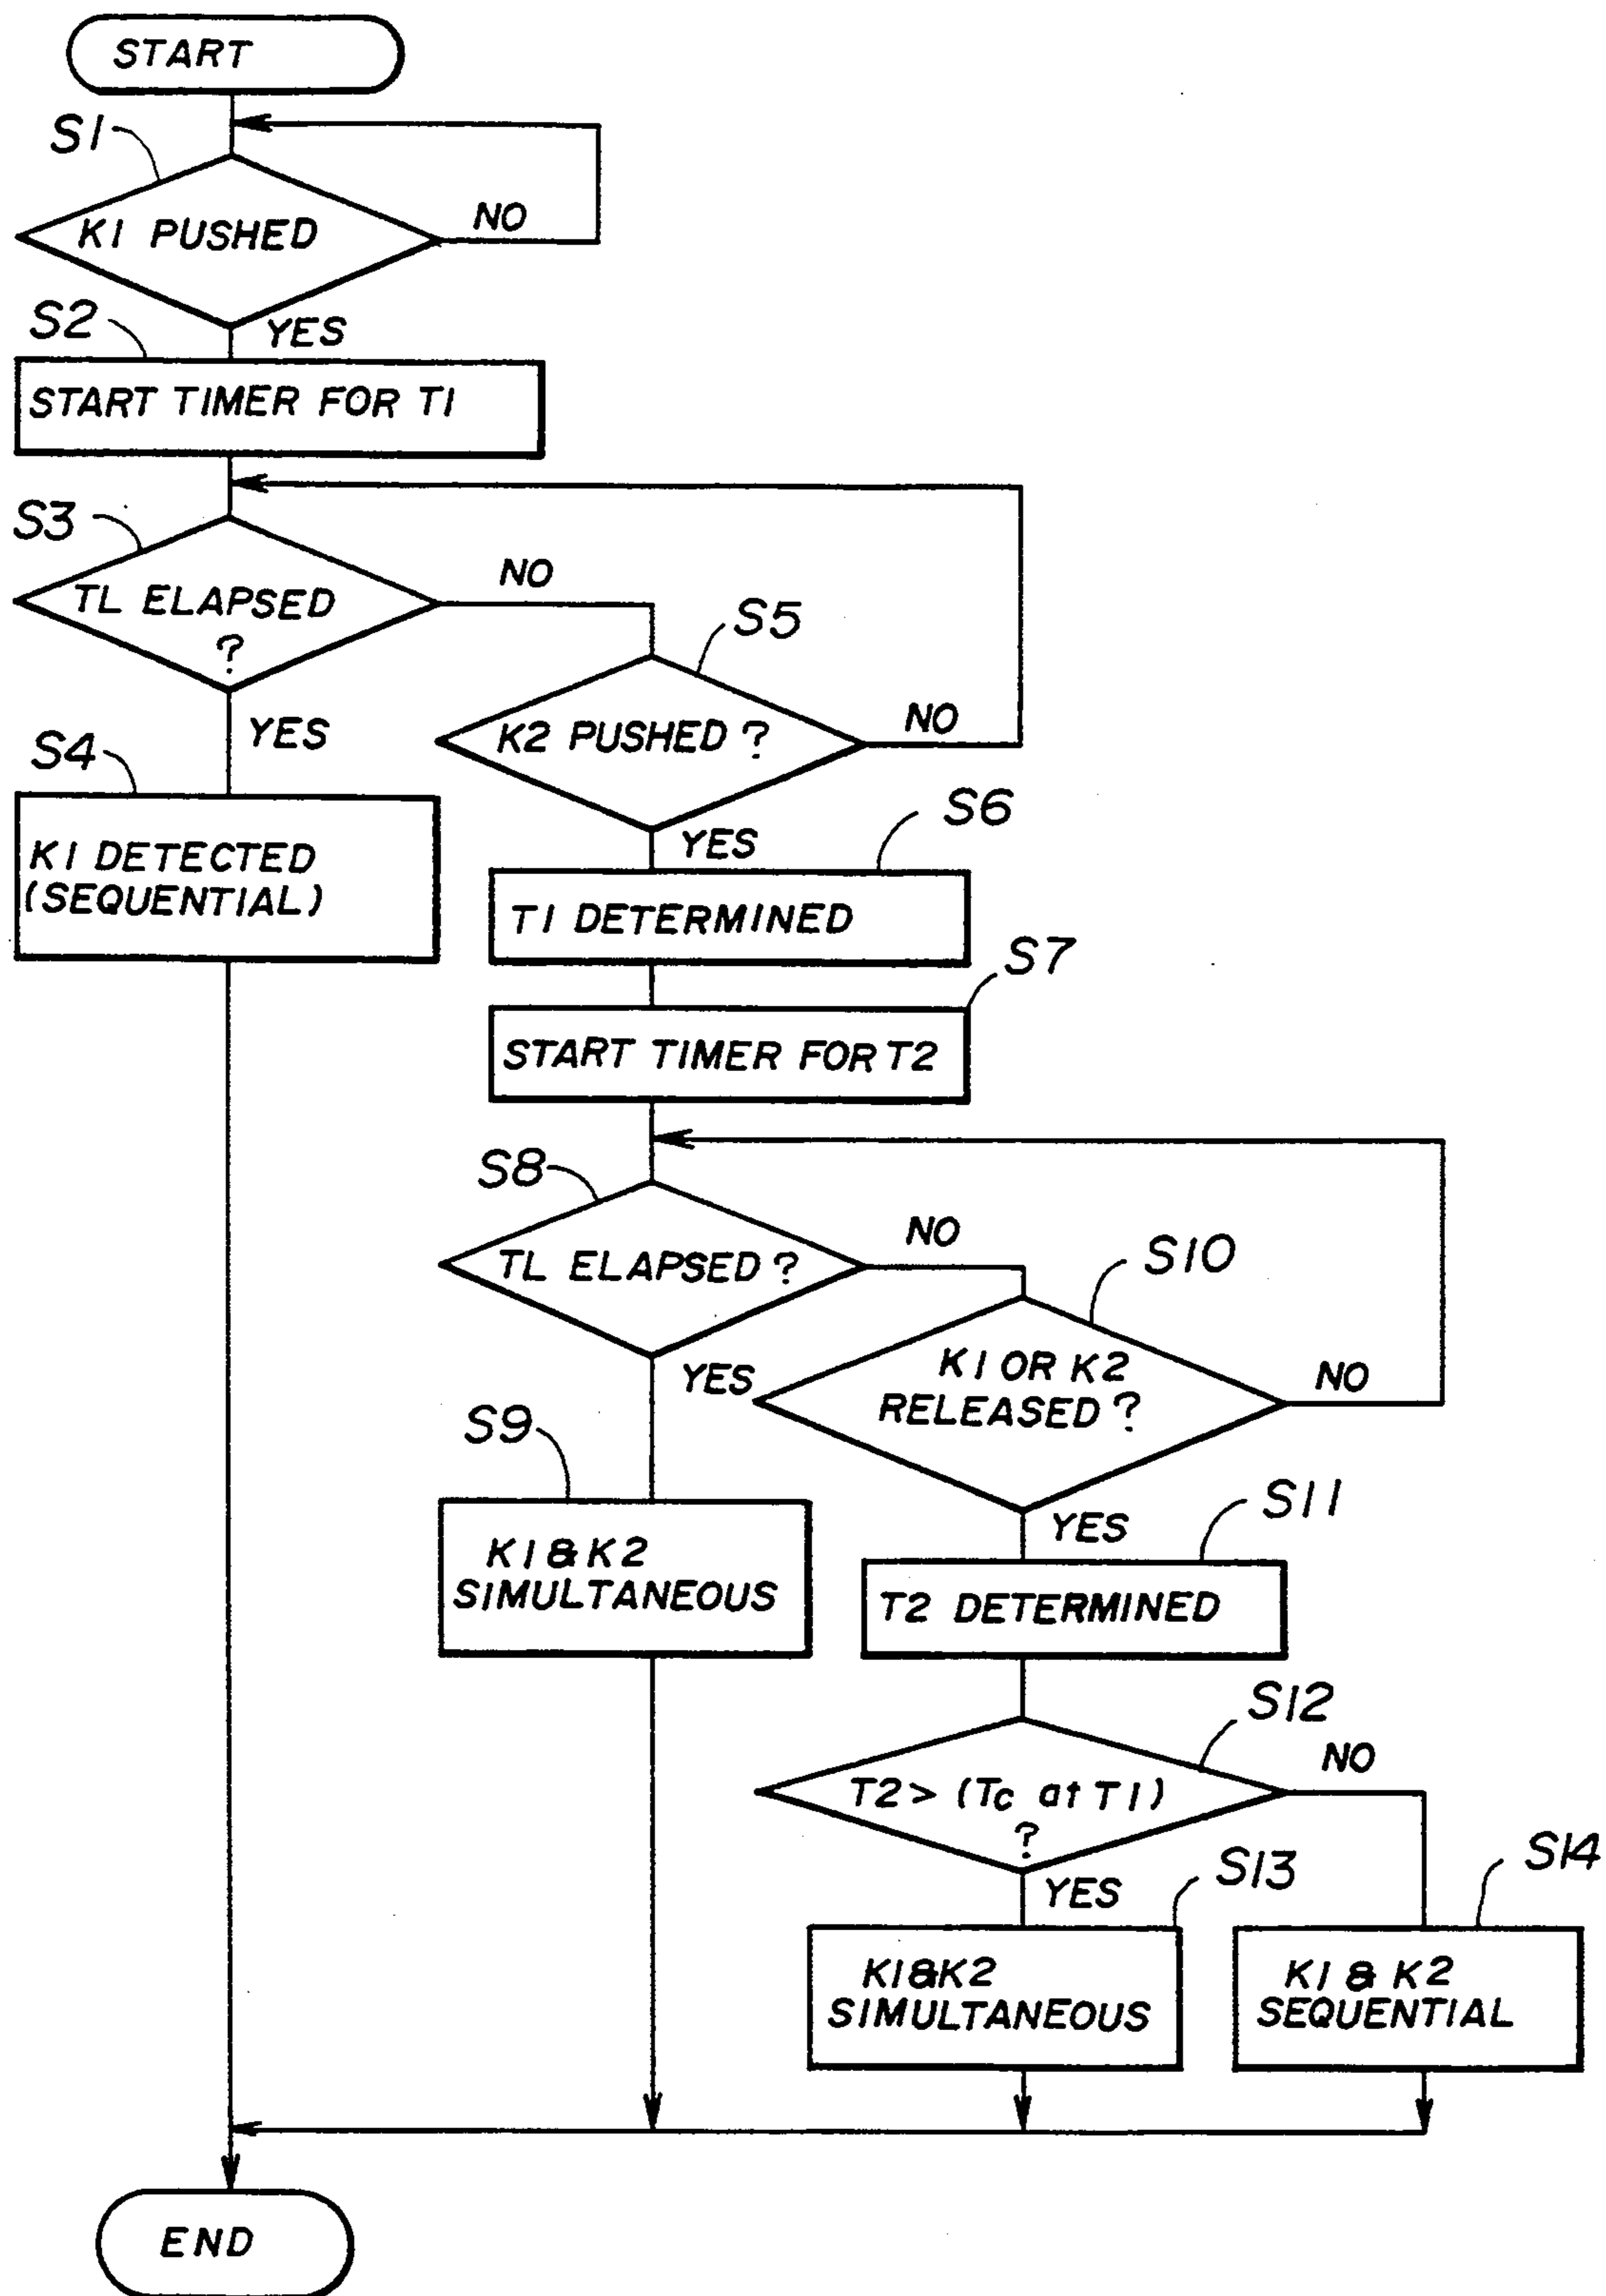 START
S1
K1 PUSHED
NO
S2
YES
START TIMER FOR T1
S3
TL ELAPSED
?
NO
S5
YES
K2 PUSHED ?
NO
S4
K1 DETECTED
(SEQUENTIAL)
YES
S6
T1 DETERMINED
S7
START TIMER FOR T2
S8
TL ELAPSED ?
NO
S10
YES
K1 OR K2
RELEASED ?
NO
S9
K1 & K2
SIMULTANEOUS
YES
S11
T2 DETERMINED
S12
T2 > (Tc at T1)
?
NO
YES
S13
S14
K1&K2
SIMULTANEOUS
K1 & K2
SEQUENTIAL
END